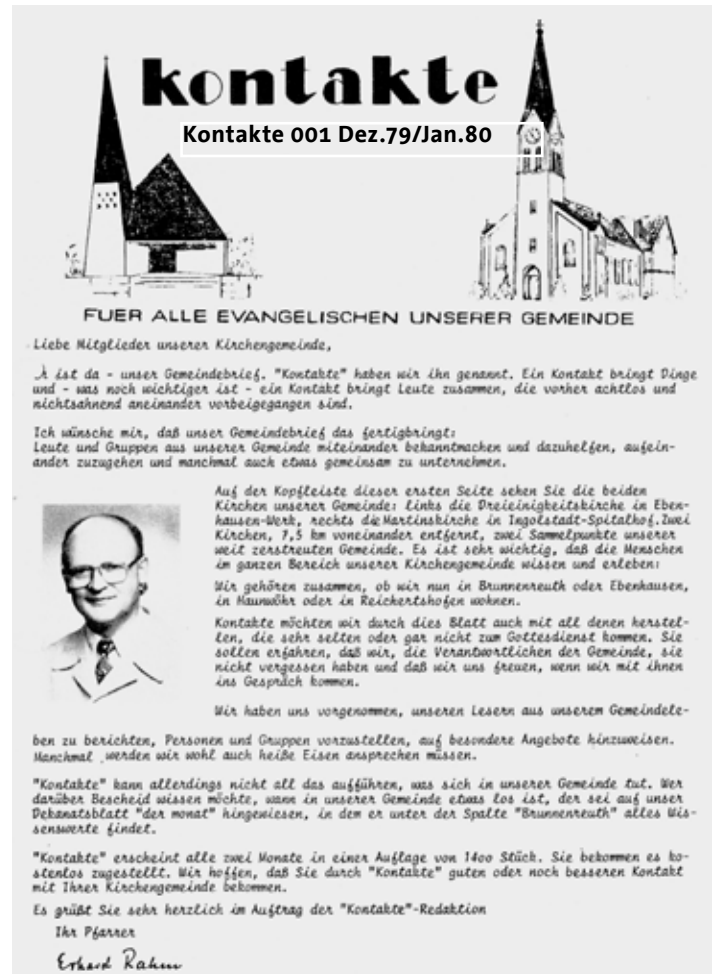 kontakte
Kontakte 001 Dez.79/Jan.80
FUER ALLE EVANGELISCHEN UNSERER GEMEINDE
Liebe Mitglieder unserer Kirchengemeinde,
ist da - unser Gemeindebrief. "Kontakte" haben wir ihn genannt. Ein Kontakt bringt Dinge
und - was noch wichtiger ist - ein Kontakt bringt Leute zusammen, die vorher achtlos und
nichtsahnend aneinander vorbeigegangen sind.
Ich wünsche mir, daß unser Gemeindebrief das fertigbringt:
Leute und Gruppen aus unserer Gemeinde miteinander bekanntmachen und dazuhelfen, aufein-
ander zuzugehen und manchmal auch etwas gemeinsam zu unternehmen.
Auf der Kopfleiste dieser ersten Seite sehen Sie die beiden
Kirchen unserer Gemeinde: links die Dreieinigkeitskirche in Eben-
hausen-Werk, rechts die Martinskirche in Ingolstadt-Spitalhof. Zwei
Kirchen, 7,5 km voneinander entfernt, zwei Sammelpunkte unserer
weit zerstreuten Gemeinde. Es ist sehr wichtig, daß die Menschen
im ganzen Bereich unserer Kirchengemeinde wissen und erleben:
Wir gehören zusammen, ob wir nun in Brunnenreuth oder Ebenhausen,
in Haunwöhr oder in Reichertshofen wohnen.
Kontakte möchten wir durch dies Blatt auch mit all denen herstel-
len, die sehr selten oder gar nicht zum Gottesdienst kommen. Sie
sollen erfahren, daß wir, die Verantwortlichen der Gemeinde, sie
nicht vergessen haben und daß wir uns freuen, wenn wir mit ihnen
ins Gespräch kommen.
Wir haben uns vorgenommen, unseren Lesern aus unserem Gemeindele-
ben zu berichten, Personen und Gruppen vorzustellen, auf besondere Angebote hinzuweisen.
Manchmal werden wir wohl auch heiße Eisen ansprechen müssen.
"Kontakte" kann allerdings nicht all das aufführen, was sich in unserer Gemeinde tut. Wer
darüber Bescheid wissen möchte, wann in unserer Gemeinde etwas los ist, der sei auf unser
Dekanatsblatt "der monat" hingewiesen, in dem er unter der Spalte "Brunnenreuth" alles Wis-
senswerte findet.
"Kontakte" erscheint alle zwei Monate in einer Auflage von 14oo Stück. Sie bekommen es ko-
stenlos zugestellt. Wir hoffen, daß Sie durch "Kontakte" guten oder noch besseren Kontakt
mit Ihrer Kirchengemeinde bekommen.
Es grüßt Sie sehr herzlich im Auftrag der "Kontakte"-Redaktion
Ihr Pfarrer
Erhard Rahm